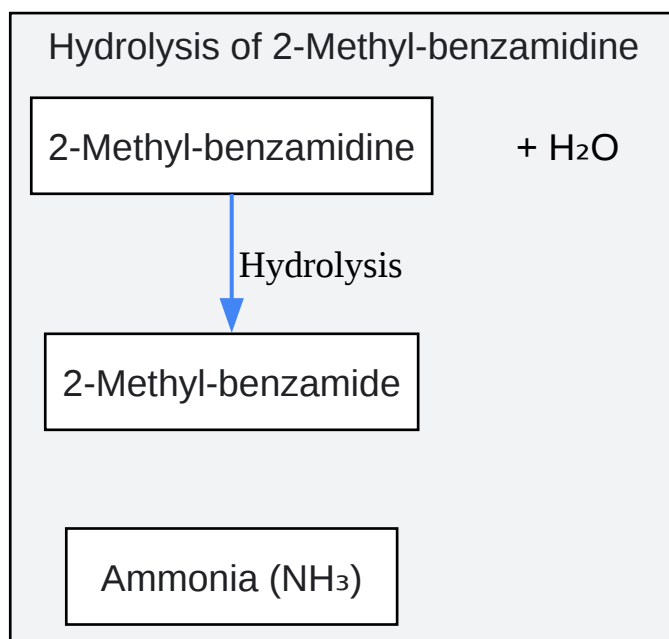 Hydrolysis of 2-Methyl-benzamidine
2-Methyl-benzamidine + H₂O
Hydrolysis
2-Methyl-benzamide
Ammonia (NH₃)